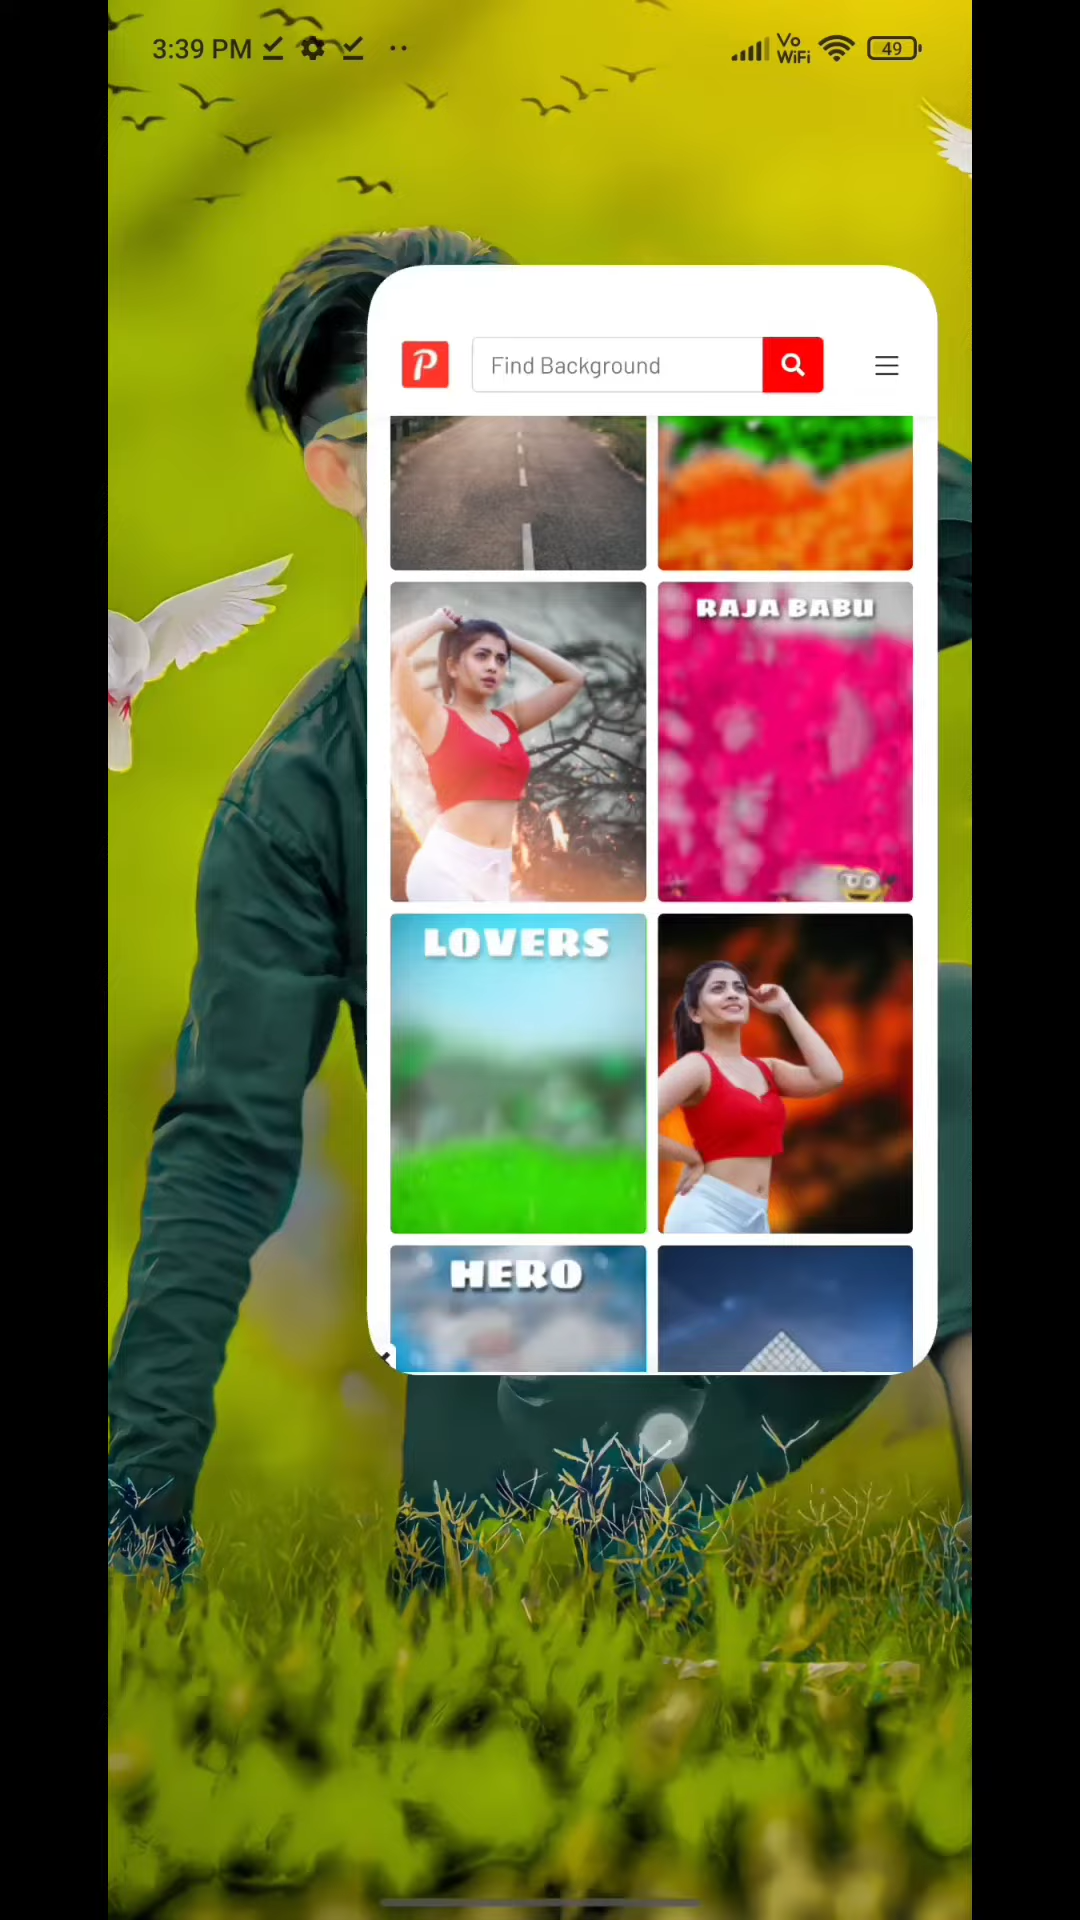 3:39 PM
Vo
WiFi
49
P
Find Background
RAJA BABU
LOVERS
HERO